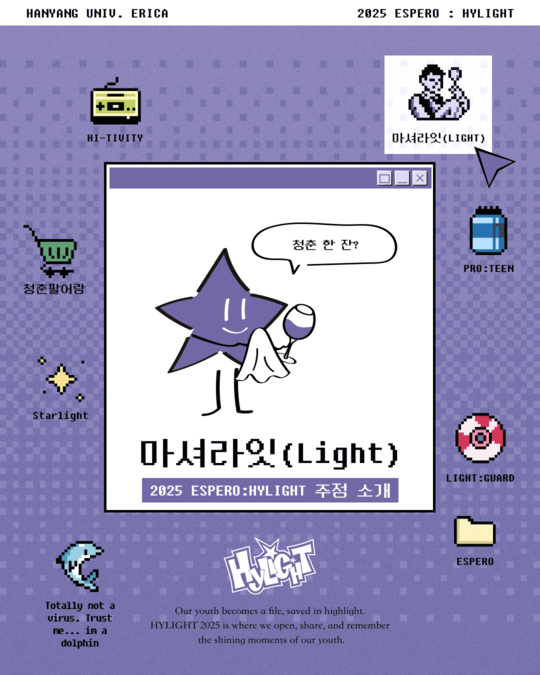 HANYANG UNIV. ERICA
2025 ESPERO : HYLIGHT
HI-TIVITY
마셔라잇(LIGHT)
청춘 한 잔?
PRO:TEEN
청춘팔어람
Starlight
마셔라잇(Light)
LIGHT:GUARD
2025 ESPERO:HYLIGHT 주점 소개
ESPERO
HYLIGHT
Totally not a
virus. Trust
me... im a
dolphin
Our youth becomes a file, saved in highlight.
HYLIGHT 2025 is where we open, share, and remember
the shining moments of our youth.